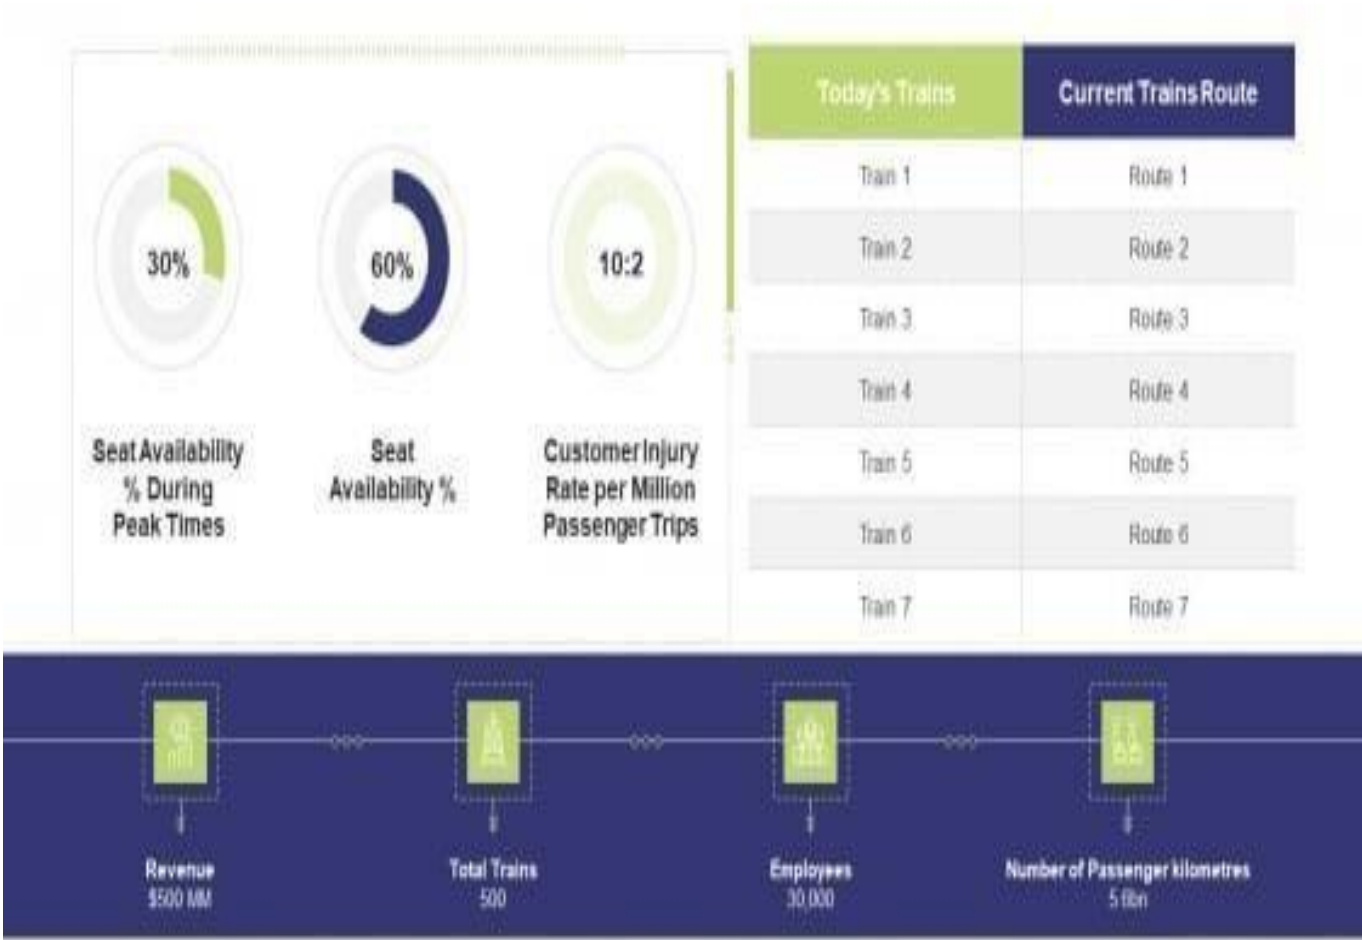 30%
60%
10:2
Seat Availability
% During
Peak Times
Seat
Availability %
Customer Injury
Rate per Million
Passenger Trips
Today's Trains Current Trains Route
Train 1 Route 1
Train 2 Route 2
Train 3 Route 3
Train 4 Route 4
Train 5 Route 5
Train 6 Route 6
Train 7 Route 7
Revenue
$500 MM
Total Trains
500
Employees
30,000
Number of Passenger kilometres